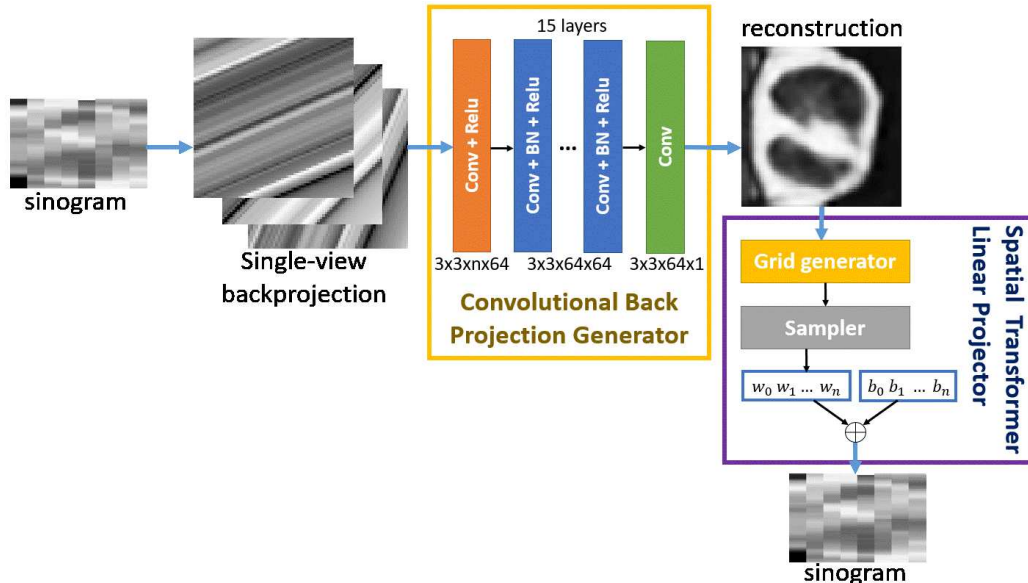 15 layers
reconstruction
sinogram
Single-view
backprojection
Conv + Relu
Conv + BN + Relu
...
Conv + BN + Relu
Conv
3x3xnx64
3x3x64x64
3x3x64x1
Convolutional Back
Projection Generator
Grid generator
Sampler
w₀ w₁ ... wₙ
b₀ b₁ ... bₙ
Spatial Transformer
Linear Projector
sinogram